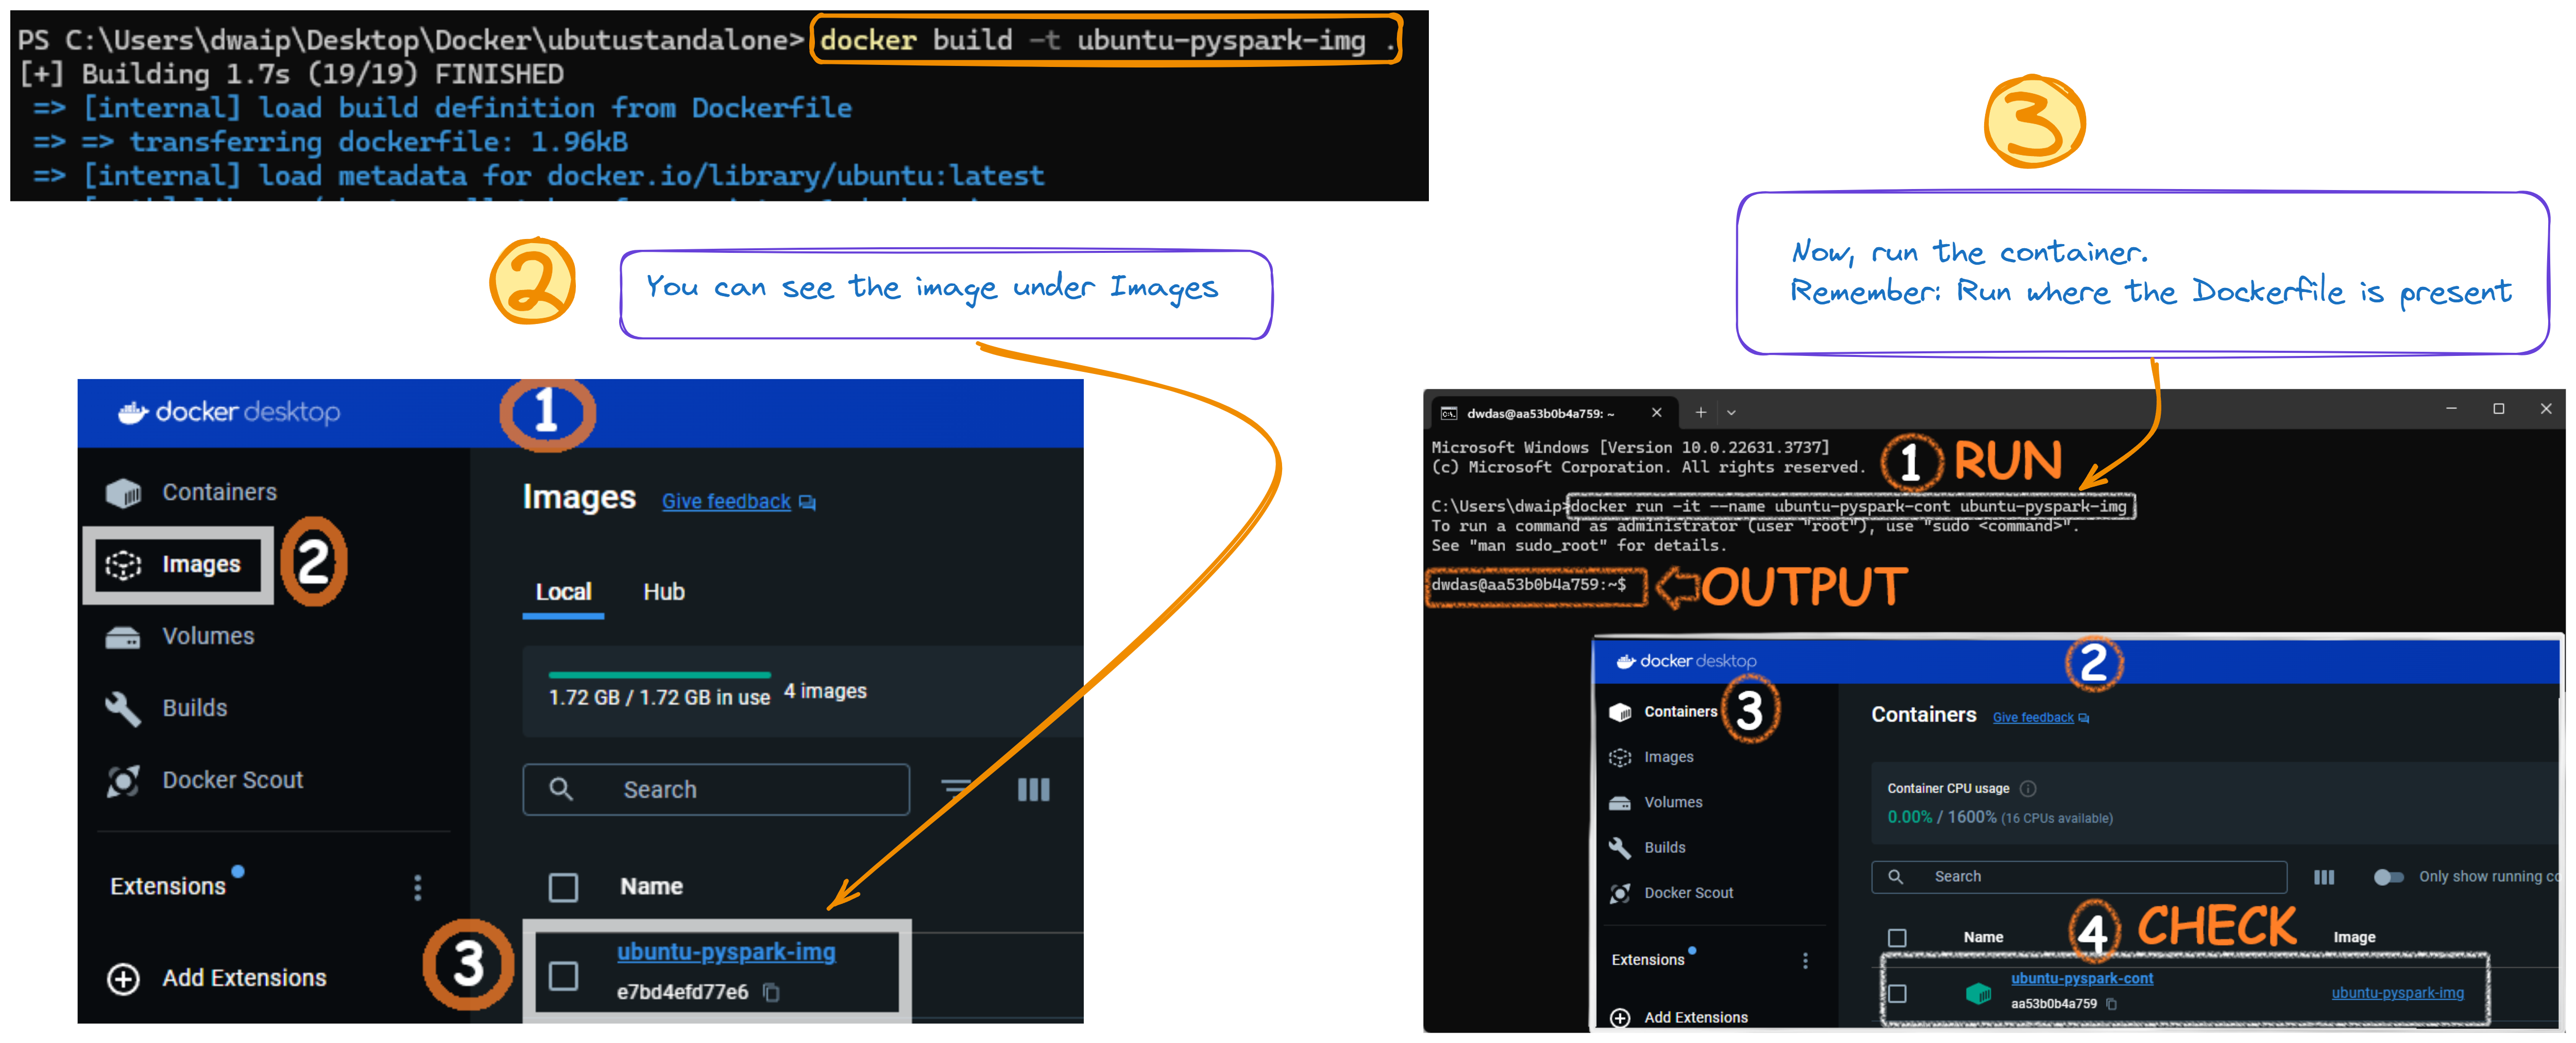 PS C:\Users\dwaip\Desktop\Docker\ubutustandalone> docker build -t ubuntu-pyspark-img .
[+] Building 1.7s (19/19) FINISHED
=> [internal] load build definition from Dockerfile
=> => transferring dockerfile: 1.96kB
=> [internal] load metadata for docker.io/library/ubuntu:latest
2
You can see the image under Images
3
Now, run the container.
Remember: Run where the Dockerfile is present
docker desktop
1
Containers
Images
2
Volumes
Builds
Docker Scout
Extensions
Add Extensions
Images Give feedback
Local Hub
1.72 GB / 1.72 GB in use 4 images
Search
Name
3
ubuntu-pyspark-img
e7bd4efd77e6
dwdas@aa53b0b4a759: ~
Microsoft Windows [Version 10.0.22631.3737]
(c) Microsoft Corporation. All rights reserved.
1 RUN
C:\Users\dwaip>docker run -it --name ubuntu-pyspark-cont ubuntu-pyspark-img
To run a command as administrator (user "root"), use "sudo <command>".
See "man sudo_root" for details.
dwdas@aa53b0b4a759:~$
OUTPUT
docker desktop
2
Containers
3
Images
Volumes
Builds
Docker Scout
Extensions
Add Extensions
Containers Give feedback
Container CPU usage
0.00% / 1600% (16 CPUs available)
Search
Only show running co
4 CHECK
Name Image
ubuntu-pyspark-cont
aa53b0b4a759
ubuntu-pyspark-img